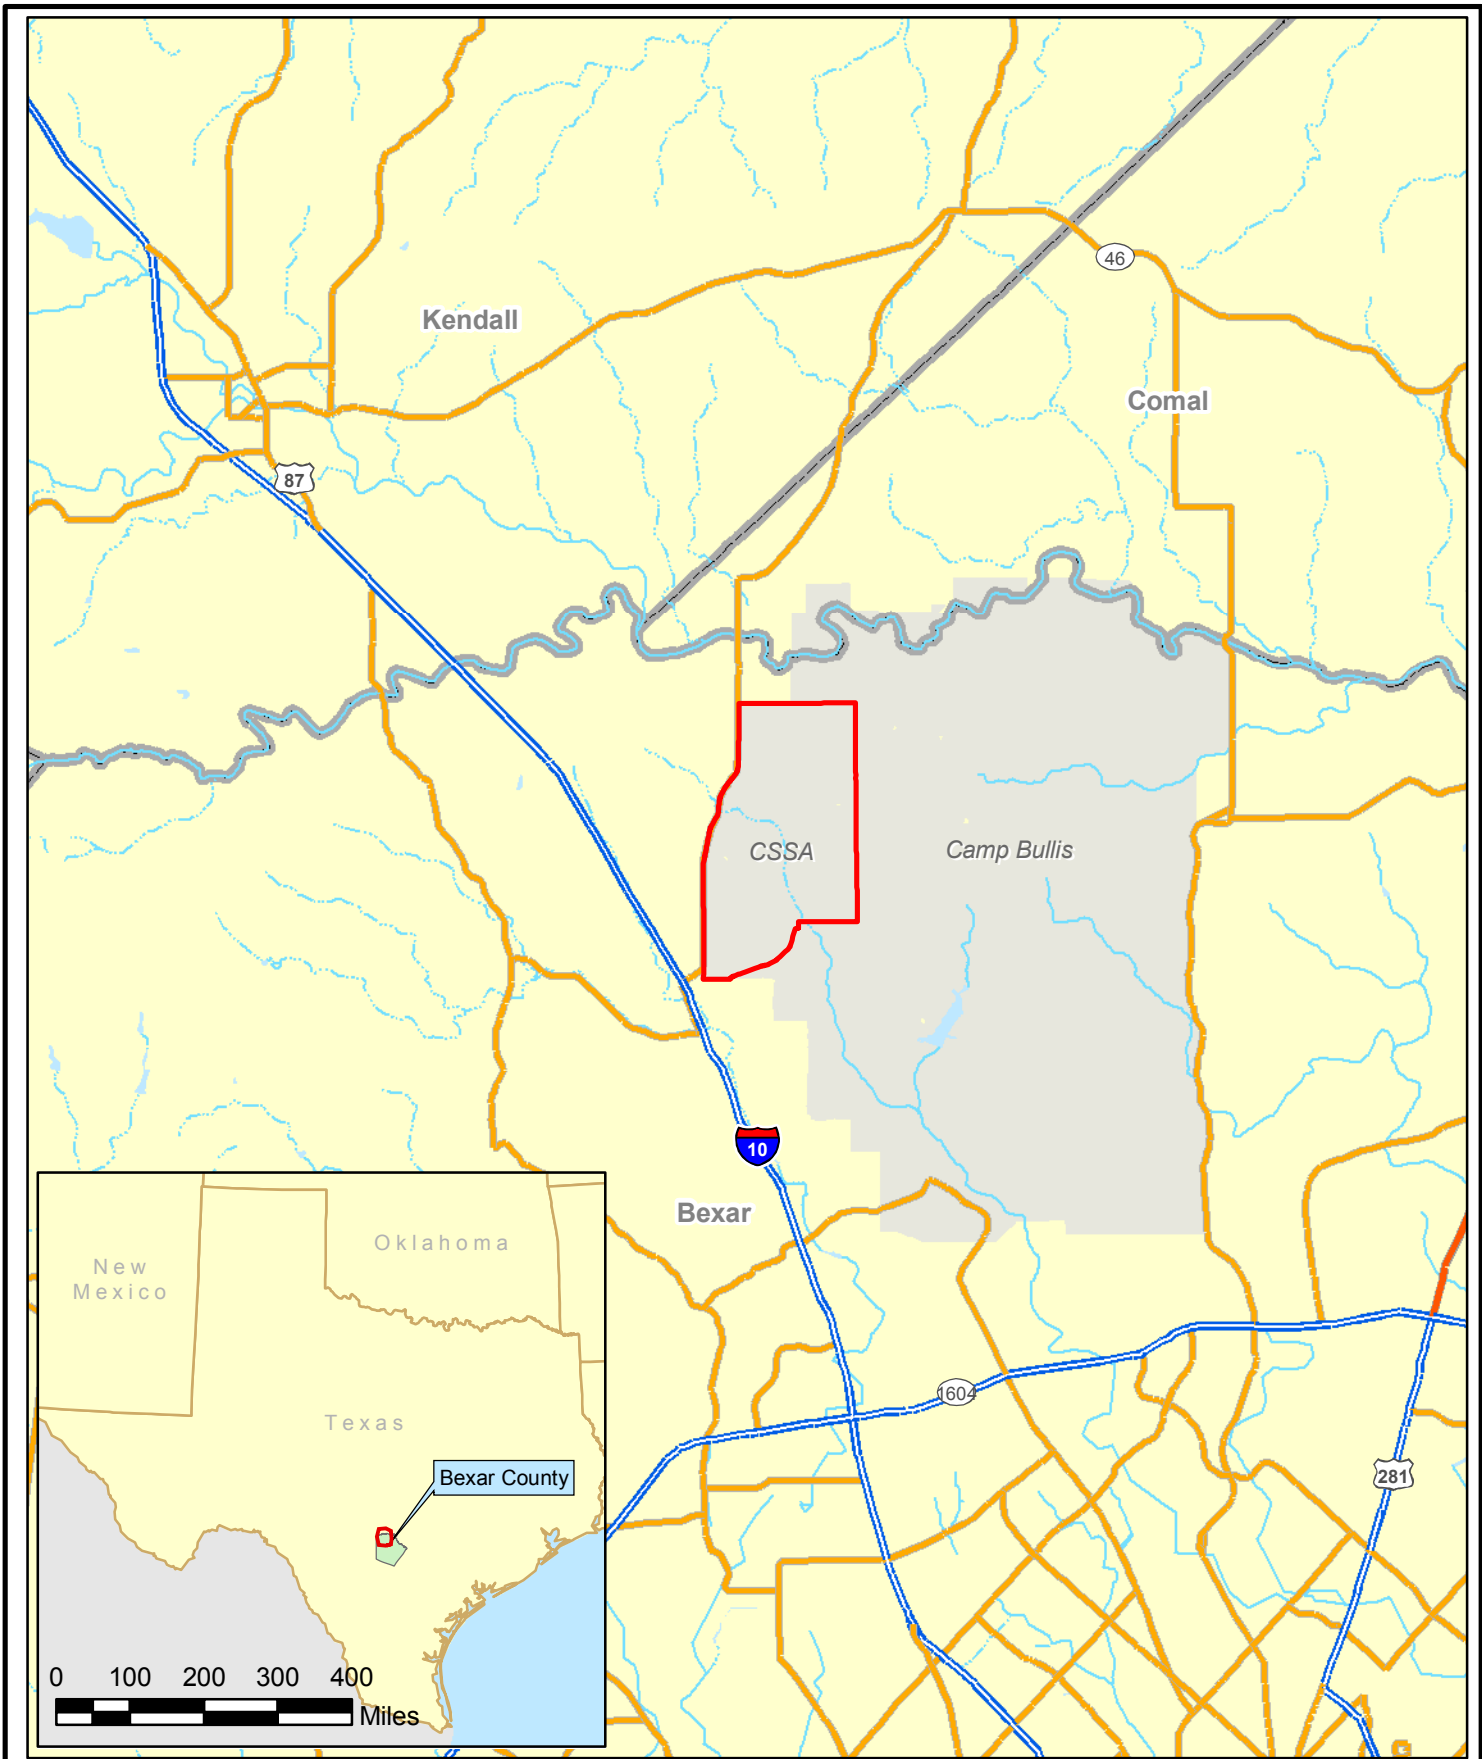 46
Kendall
Comal
87
CSSA
Camp Bullis
10
Bexar
Oklahoma
New
Mexico
1604
Texas
Bexar County
281
0 100 200 300 400
Miles